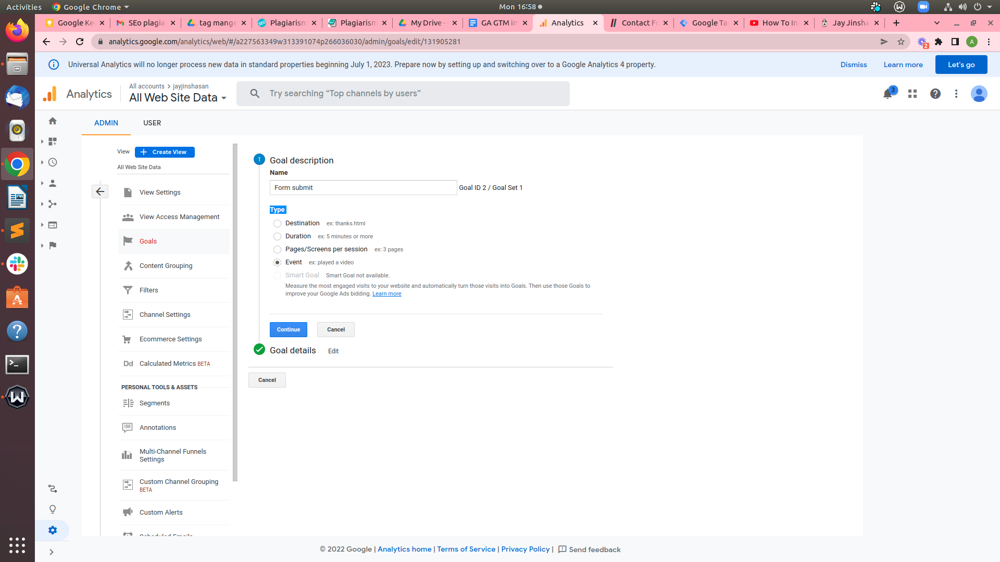 Activities Google Chrome Mon 16:58
Google Ke SEo plagia tag mange Plagiarism Plagiarism My Drive - GA GTM im Analytics Contact Fo Google Ta How To Ins Jay Jinsha
analytics.google.com/analytics/web/#/a227563349w313391074p266036030/admin/goals/edit/131905281 2 A
Universal Analytics will no longer process new data in standard properties beginning July 1, 2023. Prepare now by setting up and switching over to a Google Analytics 4 property. Dismiss Learn more Let's go
All accounts > jayjinshasan
Analytics All Web Site Data Try searching “Top channels by users” 3
ADMIN USER
View Create View
All Web Site Data
View Settings
View Access Management
Goals
Content Grouping
Filters
Channel Settings
Ecommerce Settings
Dd Calculated Metrics BETA
PERSONAL TOOLS & ASSETS
Segments
Annotations
Multi-Channel Funnels
Settings
Custom Channel Grouping
BETA
Custom Alerts
Scheduled Emails
1 Goal description
Name
Form submit Goal ID 2 / Goal Set 1
Type
Destination ex: thanks.html
Duration ex: 5 minutes or more
Pages/Screens per session ex: 3 pages
Event ex: played a video
Smart Goal Smart Goal not available.
Measure the most engaged visits to your website and automatically turn those visits into Goals. Then use those Goals to
improve your Google Ads bidding. Learn more
Continue Cancel
Goal details Edit
Cancel
© 2022 Google | Analytics home | Terms of Service | Privacy Policy | Send feedback